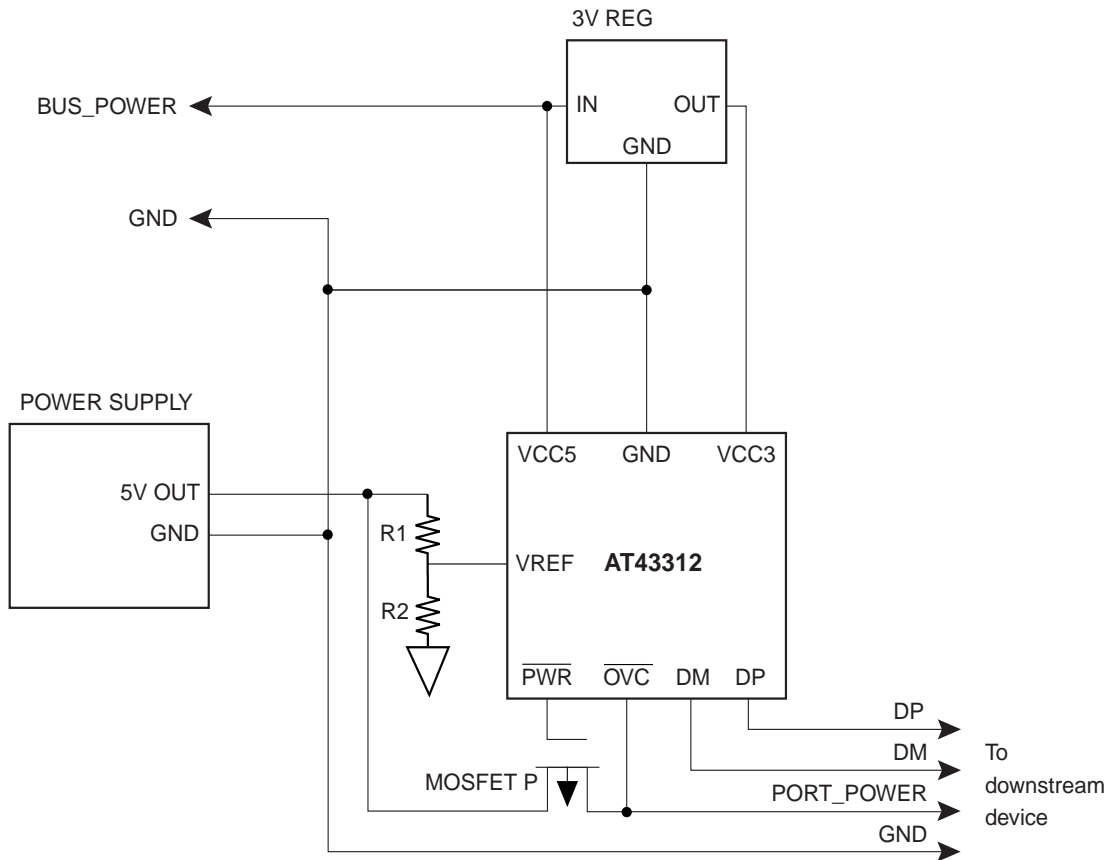 3V REG
BUS_POWER
IN
OUT
GND
GND
POWER SUPPLY
5V OUT
GND
VCC5
GND
VCC3
R1
R2
VREF
AT43312
PWR
OVC
DM
DP
MOSFET P
DP
DM
PORT_POWER
GND
To
downstream
device